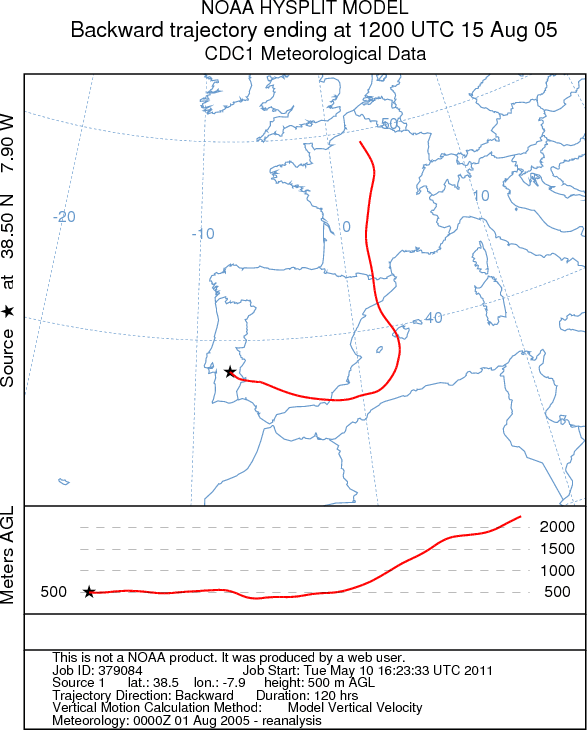 NOAA HYSPLIT MODEL
Backward trajectory ending at 1200 UTC 15 Aug 05
CDC1 Meteorological Data
Source ★ at 38.50 N 7.90 W
50
-20
-10
0
10
40
Meters AGL
500
2000
1500
1000
500
This is not a NOAA product. It was produced by a web user.
Job ID: 379084 Job Start: Tue May 10 16:23:33 UTC 2011
Source 1 lat.: 38.5 lon.: -7.9 height: 500 m AGL
Trajectory Direction: Backward Duration: 120 hrs
Vertical Motion Calculation Method: Model Vertical Velocity
Meteorology: 0000Z 01 Aug 2005 - reanalysis